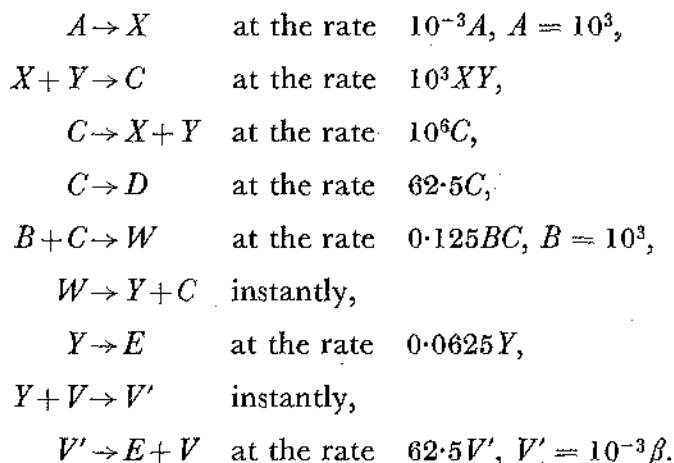 A → X at the rate 10⁻³A, A = 10³,
X+Y → C at the rate 10³XY,
C → X+Y at the rate 10⁶C,
C → D at the rate 62·5C,
B+C → W at the rate 0·125BC, B = 10³,
W → Y+C instantly,
Y → E at the rate 0·0625Y,
Y+V → V′ instantly,
V′ → E+V at the rate 62·5V′, V′ = 10⁻³β.